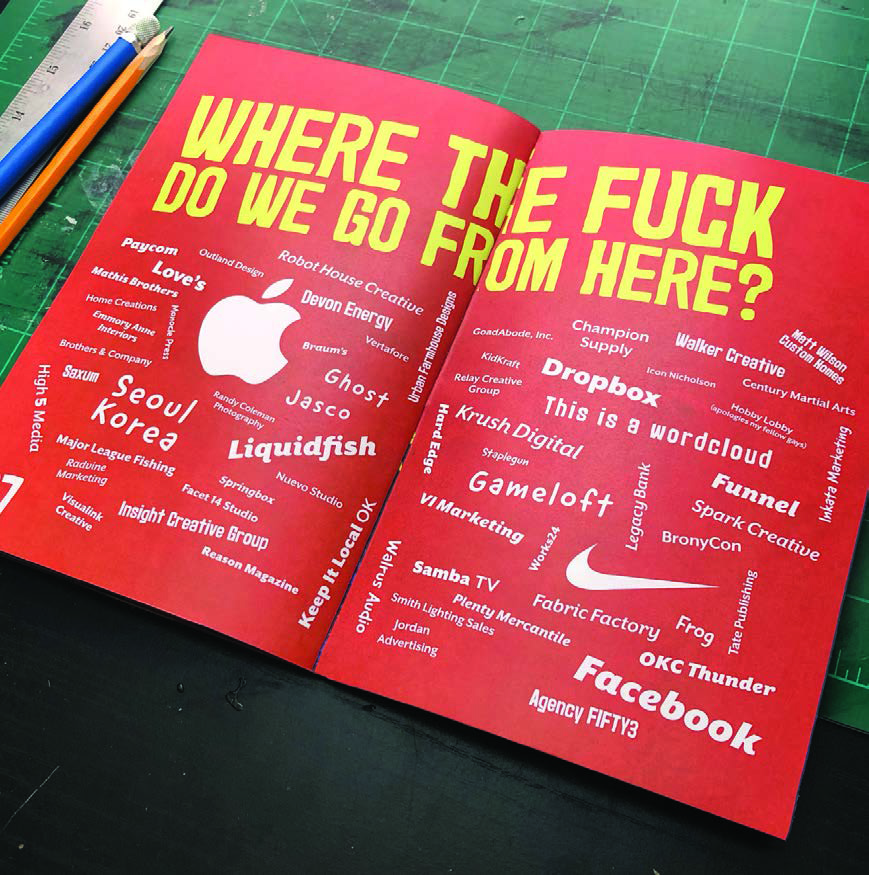 WHERE THE FUCK
DO WE GO FROM HERE?
Paycom
Outland Design
Robot House Creative
Love's
Mathis Brothers
Devon Energy
Home Creations
Emmory Anne
Interiors
Monocle Press
Braum's
Vertafore
Urban Farmhouse Designs
Brothers & Company
Ghost
Jasco
High 5 Media
Saxum
Seoul
Korea
Randy Coleman
Photography
Liquidfish
Major League Fishing
Radvine
Marketing
Springbox
Nuevo Studio
Facet 14 Studio
Visualink
Creative
Insight Creative Group
Reason Magazine
Keep It Local OK
7
GoadAbode, Inc.
Champion
Supply
Walker Creative
Matt Wilson
Custom Homes
KidKraft
Dropbox
Icon Nicholson
Century Martial Arts
Relay Creative
Group
This is a wordcloud
Hobby Lobby
(apologies my fellow gays)
Hard Edge
Krush Digital
Staplegun
Inkata Marketing
Gameloft
Legacy Bank
Funnel
Spark Creative
VI Marketing
Works24
BronyCon
Walrus Audio
Samba TV
Plenty Mercantile
Smith Lighting Sales
Jordan
Advertising
Fabric Factory
Frog
Tate Publishing
OKC Thunder
Facebook
Agency FIFTY3
14
15
16